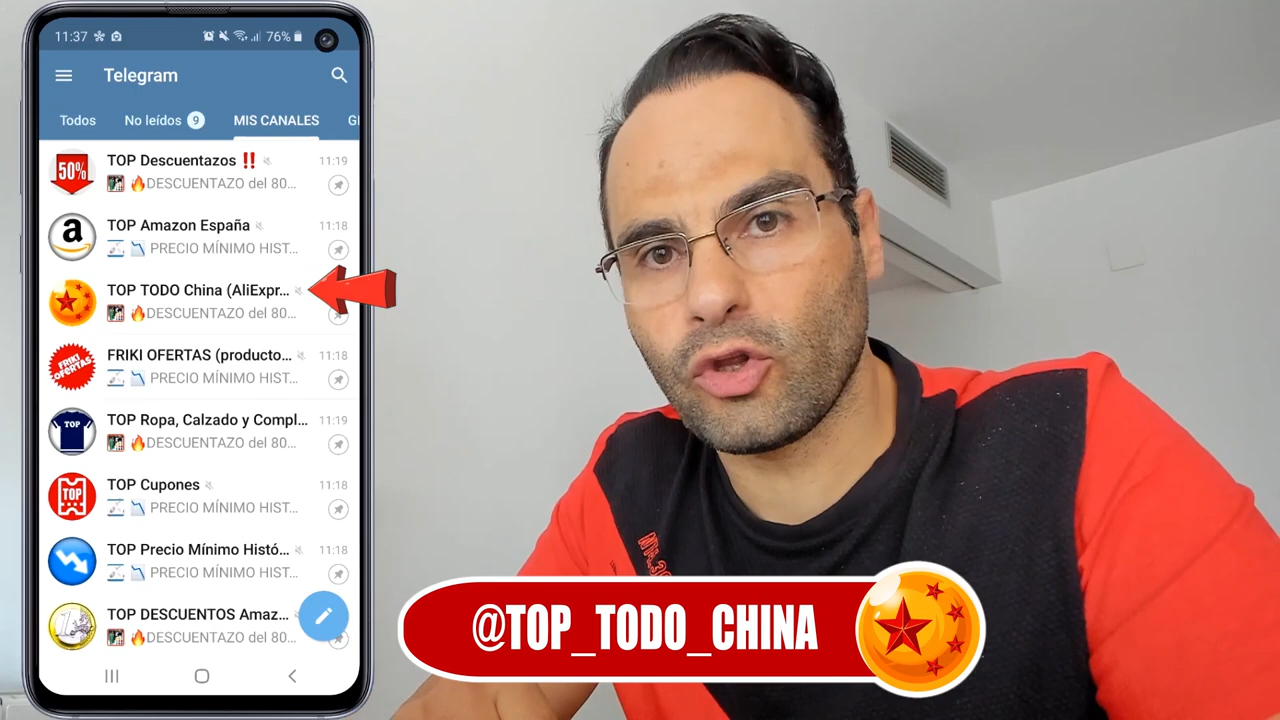 11:37
76%
Telegram
Todos
No leídos 9
MIS CANALES
50%
TOP Descuentazos ‼️
11:19
🔥DESCUENTAZO del 80...
a
TOP Amazon España
11:18
PRECIO MÍNIMO HIST...
TOP TODO China (AliExpr...
🔥DESCUENTAZO del 80...
FRIKI OFERTAS
FRIKI OFERTAS (producto...
11:18
PRECIO MÍNIMO HIST...
TOP
TOP Ropa, Calzado y Compl...
11:19
🔥DESCUENTAZO del 80...
TOP
TOP Cupones
11:18
PRECIO MÍNIMO HIST...
TOP Precio Mínimo Histó...
11:18
PRECIO MÍNIMO HIST...
1
TOP DESCUENTOS Amaz...
🔥DESCUENTAZO del 80...
@TOP_TODO_CHINA